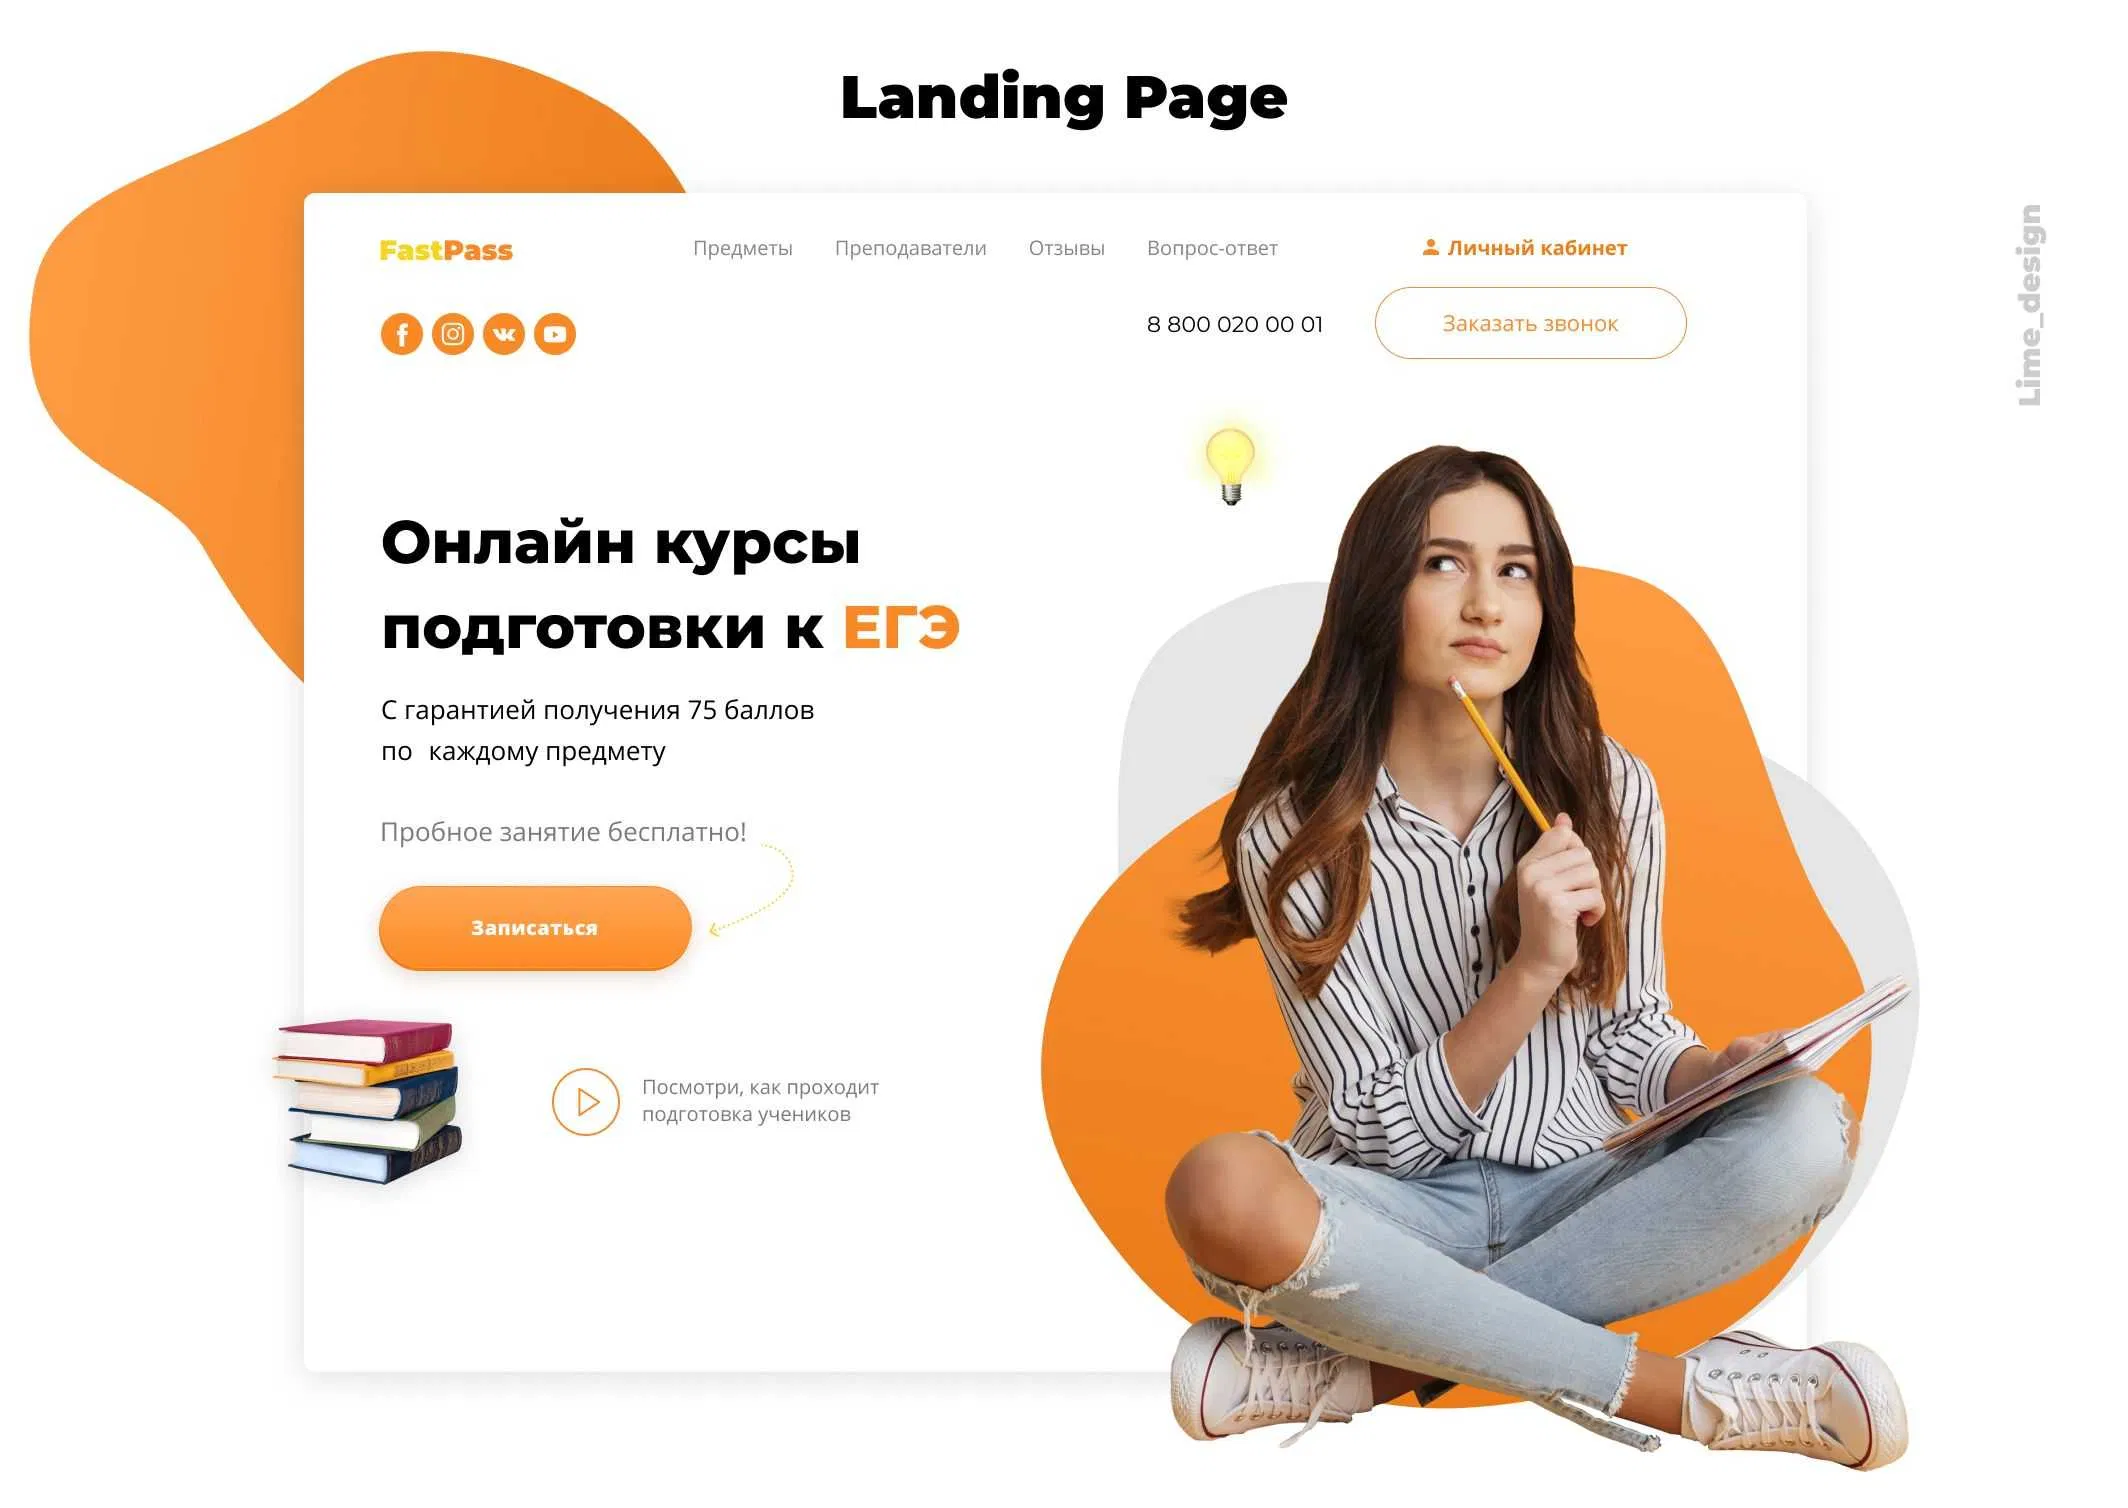 Landing Page
FastPass
Предметы
Преподаватели
Отзывы
Вопрос-ответ
Личный кабинет
8 800 020 00 01
Заказать звонок
Онлайн курсы
подготовки к ЕГЭ
С гарантией получения 75 баллов
по каждому предмету
Пробное занятие бесплатно!
Записаться
Посмотри, как проходит
подготовка учеников
Lime_design